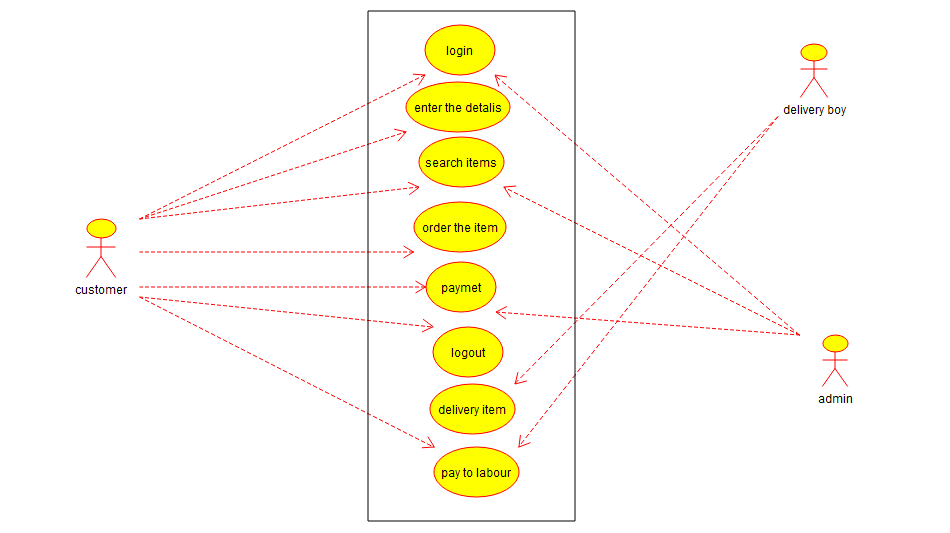 login
enter the detalis
search items
order the item
paymet
logout
delivery item
pay to labour
customer
delivery boy
admin